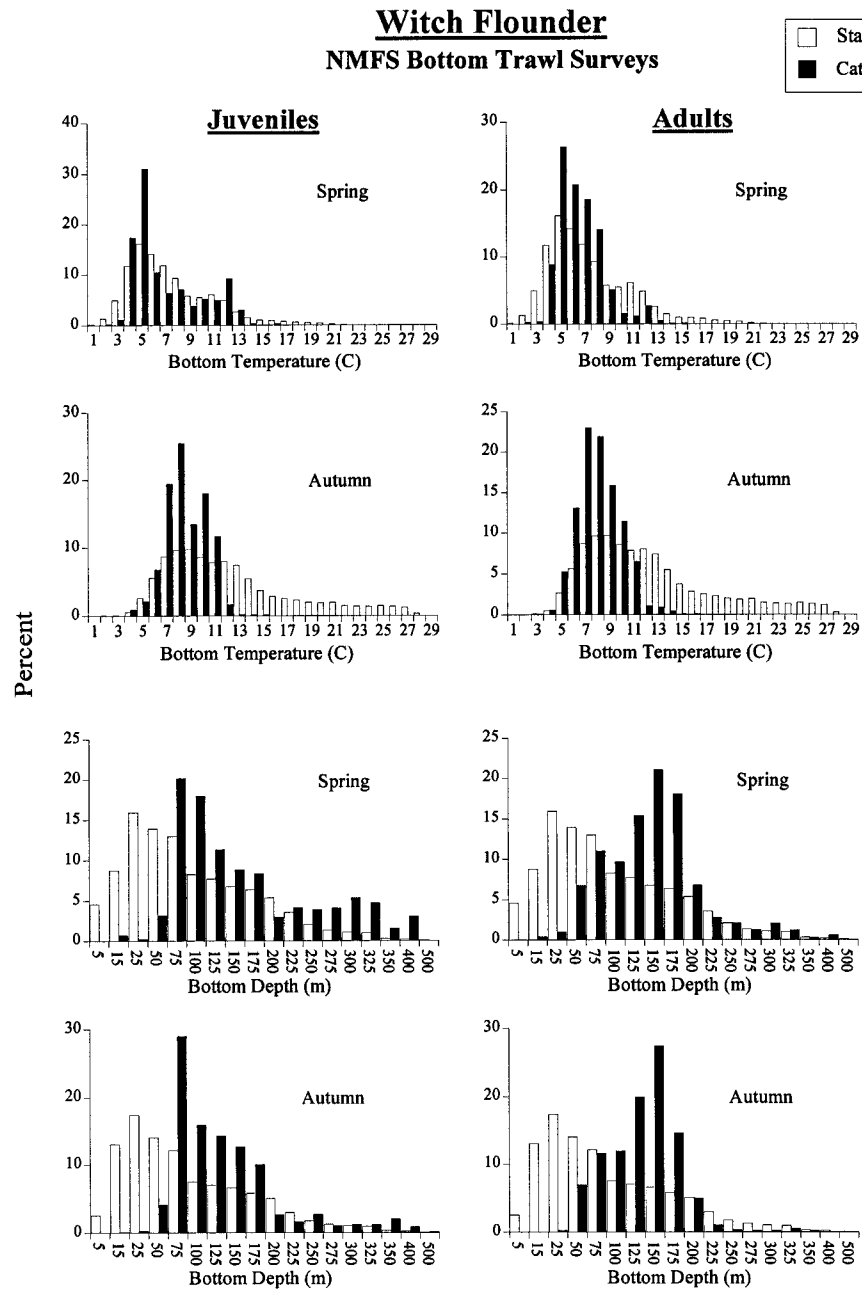 Witch Flounder
NMFS Bottom Trawl Surveys
Sta
Cat
Juveniles
Adults
Percent
40
30
20
10
0
Spring
1 3 5 7 9 11 13 15 17 19 21 23 25 27 29
Bottom Temperature (C)
30
20
10
0
Spring
1 3 5 7 9 11 13 15 17 19 21 23 25 27 29
Bottom Temperature (C)
30
20
10
0
Autumn
1 3 5 7 9 11 13 15 17 19 21 23 25 27 29
Bottom Temperature (C)
25
20
15
10
5
0
Autumn
1 3 5 7 9 11 13 15 17 19 21 23 25 27 29
Bottom Temperature (C)
25
20
15
10
5
0
Spring
5 15 25 50 75 100 125 150 200 225 275 300 325 350 400 500
Bottom Depth (m)
25
20
15
10
5
0
Spring
5 15 25 50 75 100 125 150 200 225 275 300 325 350 400 500
Bottom Depth (m)
30
20
10
0
Autumn
5 15 25 50 75 100 125 150 200 225 275 300 325 350 400 500
Bottom Depth (m)
30
20
10
0
Autumn
5 15 25 50 75 100 125 150 200 225 275 300 325 350 400 500
Bottom Depth (m)